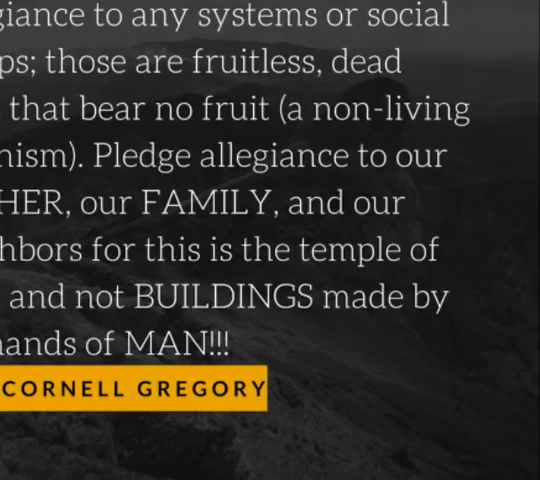 giance to any systems or social
ps; those are fruitless, dead
that bear no fruit (a non-living
nism). Pledge allegiance to our
HER, our FAMILY, and our
hbors for this is the temple of
and not BUILDINGS made by
hands of MAN!!!
CORNELL GREGORY